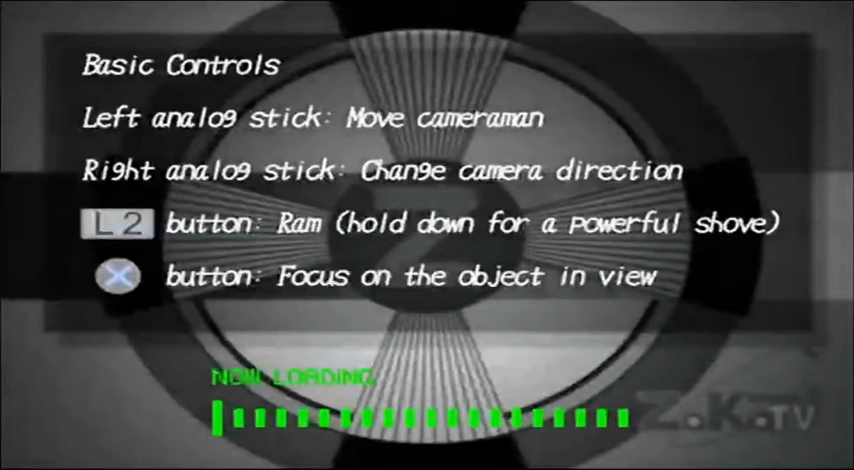 Basic Controls
Left analog stick: Move cameraman
Right analog stick: Change camera direction
L2 button: Ram (hold down for a powerful shove)
X button: Focus on the object in view
NOW LOADING
Z.o.K.a TV